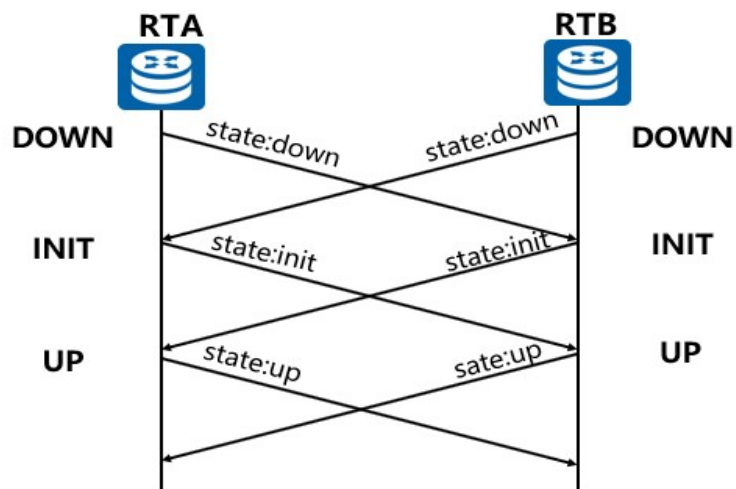 RTA
RTB
DOWN
state:down
state:down
DOWN
INIT
state:init
state:init
INIT
UP
state:up
sate:up
UP